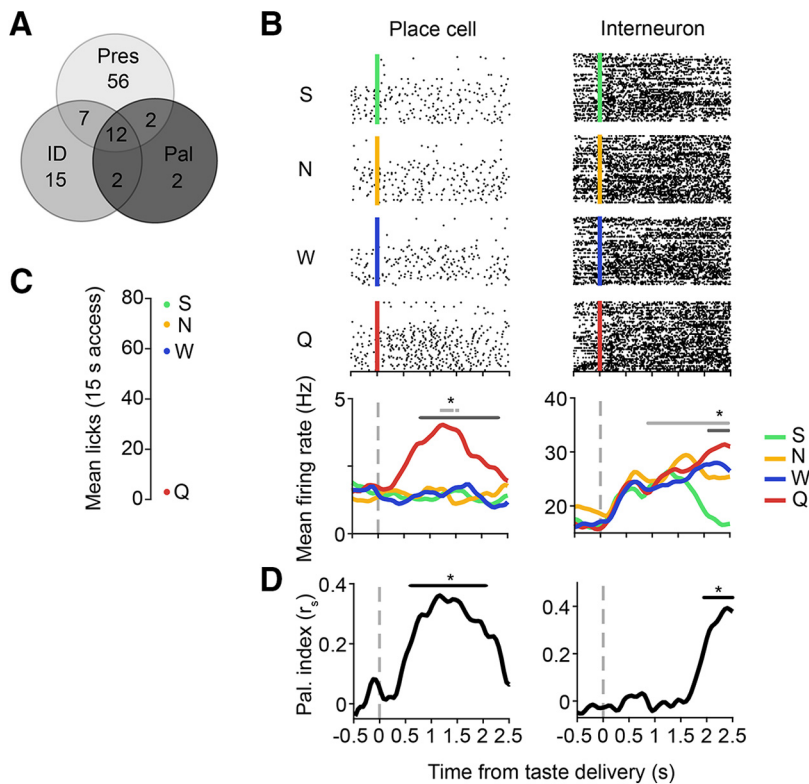 A
Pres
56
7
12
2
ID
15
2
Pal
2
B
Place cell
Interneuron
S
N
W
Q
C
Mean licks (15 s access)
80
60
40
20
0
S
N
W
Q
Mean firing rate (Hz)
5
0
*
40
30
20
*
S
N
W
Q
D
Pal. index (rs)
0.4
0.2
0
*
-0.5 0 0.5 1 1.5 2 2.5
0.4
0.2
0
*
-0.5 0 0.5 1 1.5 2 2.5
Time from taste delivery (s)